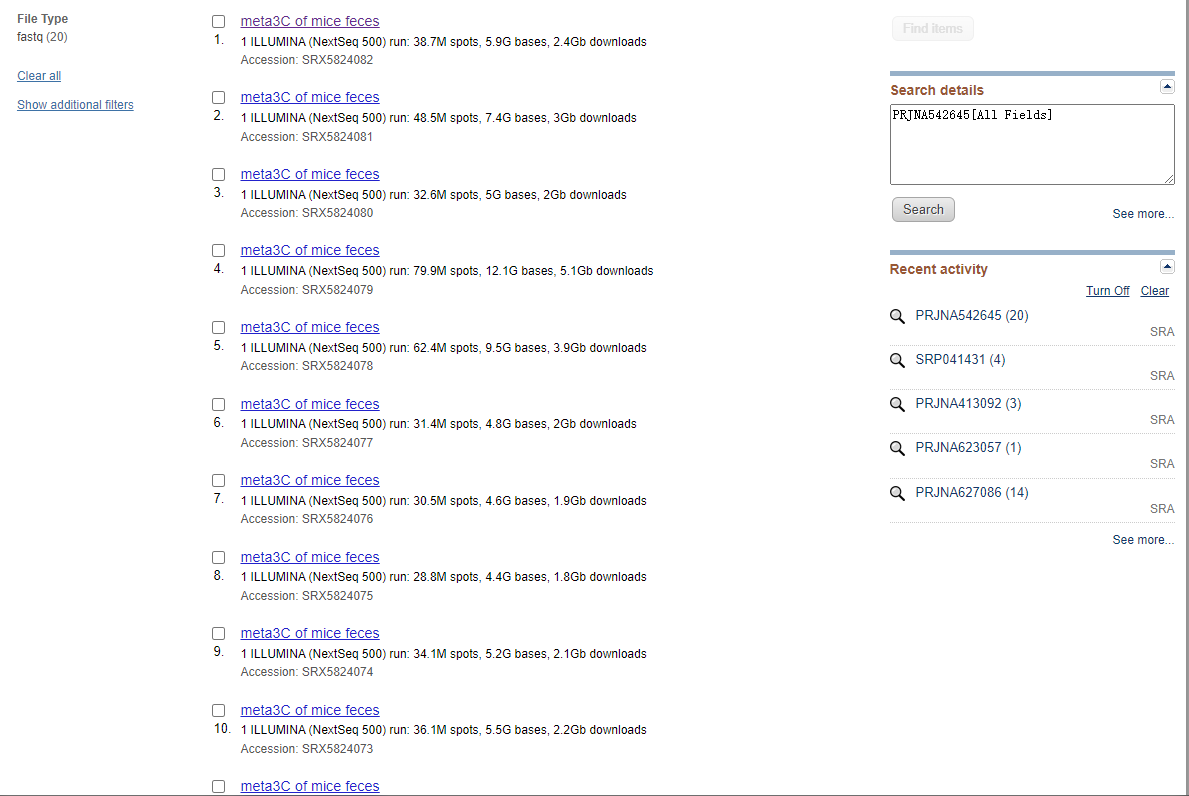 File Type
fastq (20)
Clear all
Show additional filters
meta3C of mice feces
1. 1 ILLUMINA (NextSeq 500) run: 38.7M spots, 5.9G bases, 2.4Gb downloads
Accession: SRX5824082
meta3C of mice feces
2. 1 ILLUMINA (NextSeq 500) run: 48.5M spots, 7.4G bases, 3Gb downloads
Accession: SRX5824081
meta3C of mice feces
3. 1 ILLUMINA (NextSeq 500) run: 32.6M spots, 5G bases, 2Gb downloads
Accession: SRX5824080
meta3C of mice feces
4. 1 ILLUMINA (NextSeq 500) run: 79.9M spots, 12.1G bases, 5.1Gb downloads
Accession: SRX5824079
meta3C of mice feces
5. 1 ILLUMINA (NextSeq 500) run: 62.4M spots, 9.5G bases, 3.9Gb downloads
Accession: SRX5824078
meta3C of mice feces
6. 1 ILLUMINA (NextSeq 500) run: 31.4M spots, 4.8G bases, 2Gb downloads
Accession: SRX5824077
meta3C of mice feces
7. 1 ILLUMINA (NextSeq 500) run: 30.5M spots, 4.6G bases, 1.9Gb downloads
Accession: SRX5824076
meta3C of mice feces
8. 1 ILLUMINA (NextSeq 500) run: 28.8M spots, 4.4G bases, 1.8Gb downloads
Accession: SRX5824075
meta3C of mice feces
9. 1 ILLUMINA (NextSeq 500) run: 34.1M spots, 5.2G bases, 2.1Gb downloads
Accession: SRX5824074
meta3C of mice feces
10. 1 ILLUMINA (NextSeq 500) run: 36.1M spots, 5.5G bases, 2.2Gb downloads
Accession: SRX5824073
meta3C of mice feces
Find items
Search details
PRJNA542645[All Fields]
Search
See more...
Recent activity
Turn Off Clear
PRJNA542645 (20)
SRA
SRP041431 (4)
SRA
PRJNA413092 (3)
SRA
PRJNA623057 (1)
SRA
PRJNA627086 (14)
SRA
See more...